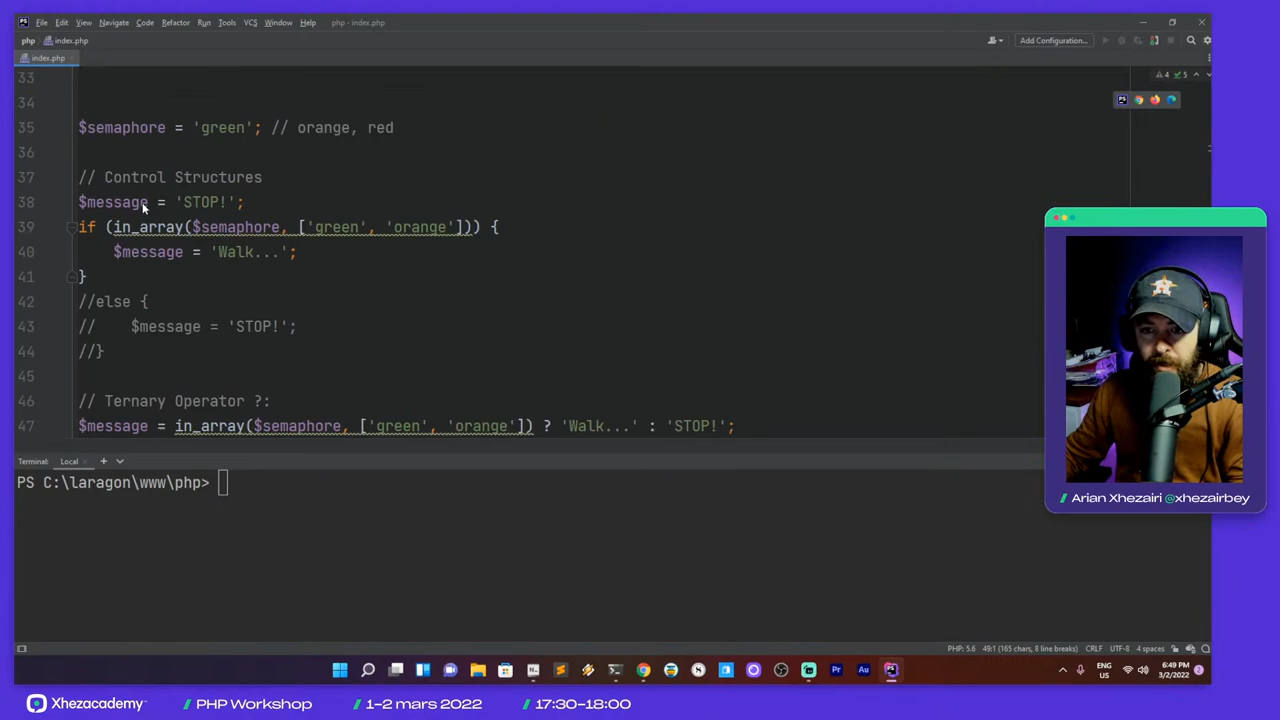 File Edit View Navigate Code Refactor Run Tools VCS Window Help php - index.php
php index.php Add Configuration...
index.php
33
4 5
34
35 $semaphore = 'green'; // orange, red
36
37 // Control Structures
38 $message = 'STOP!';
39 if (in_array($semaphore, ['green', 'orange'])) {
40 $message = 'Walk...';
41 }
42 //else {
43 // $message = 'STOP!';
44 //}
45
46 // Ternary Operator ?:
47 $message = in_array($semaphore, ['green', 'orange']) ? 'Walk...' : 'STOP!';
Terminal: Local + 
PS C:\laragon\www\php>
/ Arian Xhezairi @xhezairbey
PHP: 5.6 49:1 (165 chars, 8 line breaks) CRLF UTF-8 4 spaces
Pr Au PS
ENG US
6:49 PM
3/2/2022
Xhezacademy / PHP Workshop / 1-2 mars 2022 / 17:30-18:00